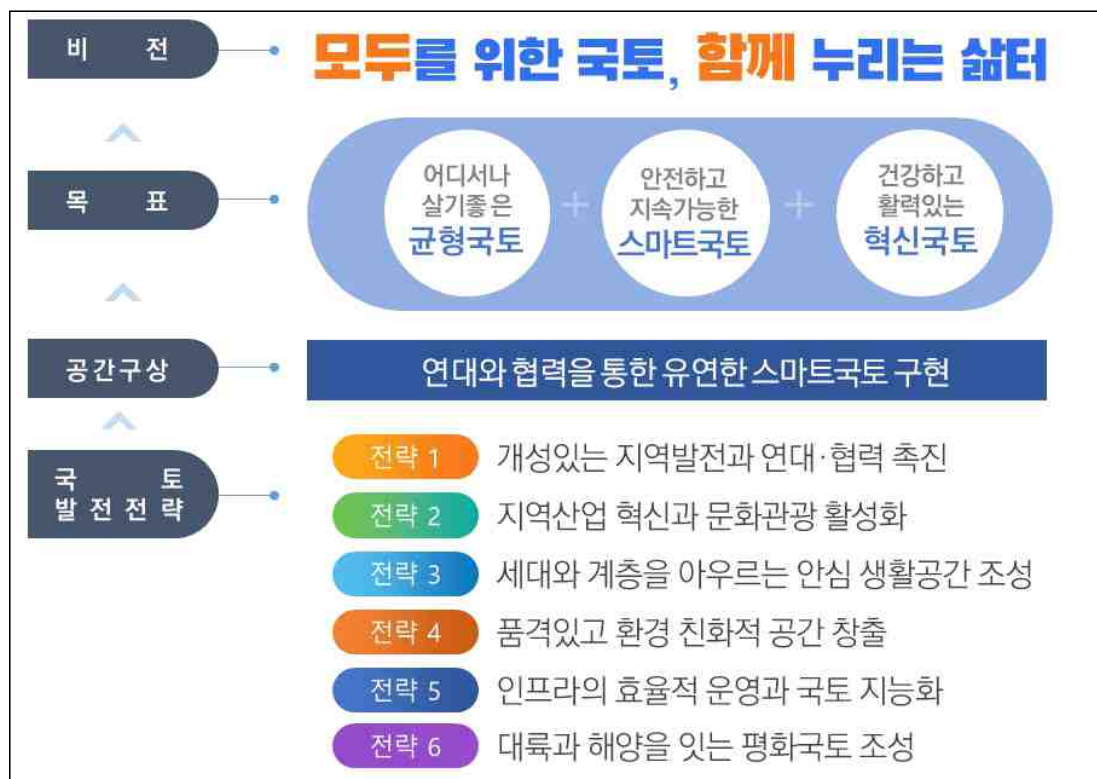 비 전
모두를 위한 국토, 함께 누리는 삶터
목 표
어디서나
살기좋은
균형국토
+
안전하고
지속가능한
스마트국토
+
건강하고
활력있는
혁신국토
공간구상
연대와 협력을 통한 유연한 스마트국토 구현
국 토
발전전략
전략 1 개성있는 지역발전과 연대·협력 촉진
전략 2 지역산업 혁신과 문화관광 활성화
전략 3 세대와 계층을 아우르는 안심 생활공간 조성
전략 4 품격있고 환경 친화적 공간 창출
전략 5 인프라의 효율적 운영과 국토 지능화
전략 6 대륙과 해양을 잇는 평화국토 조성